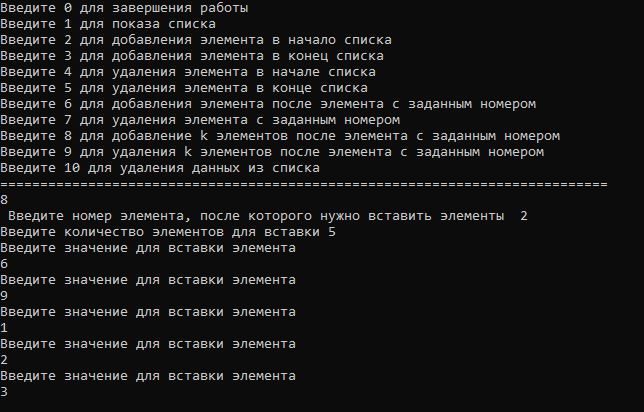 Введите 0 для завершения работы
Введите 1 для показа списка
Введите 2 для добавления элемента в начало списка
Введите 3 для добавления элемента в конец списка
Введите 4 для удаления элемента в начале списка
Введите 5 для удаления элемента в конце списка
Введите 6 для добавления элемента после элемента с заданным номером
Введите 7 для удаления элемента с заданным номером
Введите 8 для добавление k элементов после элемента с заданным номером
Введите 9 для удаления k элементов после элемента с заданным номером
Введите 10 для удаления данных из списка
============================================================================
8
Введите номер элемента, после которого нужно вставить элементы  2
Введите количество элементов для вставки 5
Введите значение для вставки элемента
6
Введите значение для вставки элемента
9
Введите значение для вставки элемента
1
Введите значение для вставки элемента
2
Введите значение для вставки элемента
3